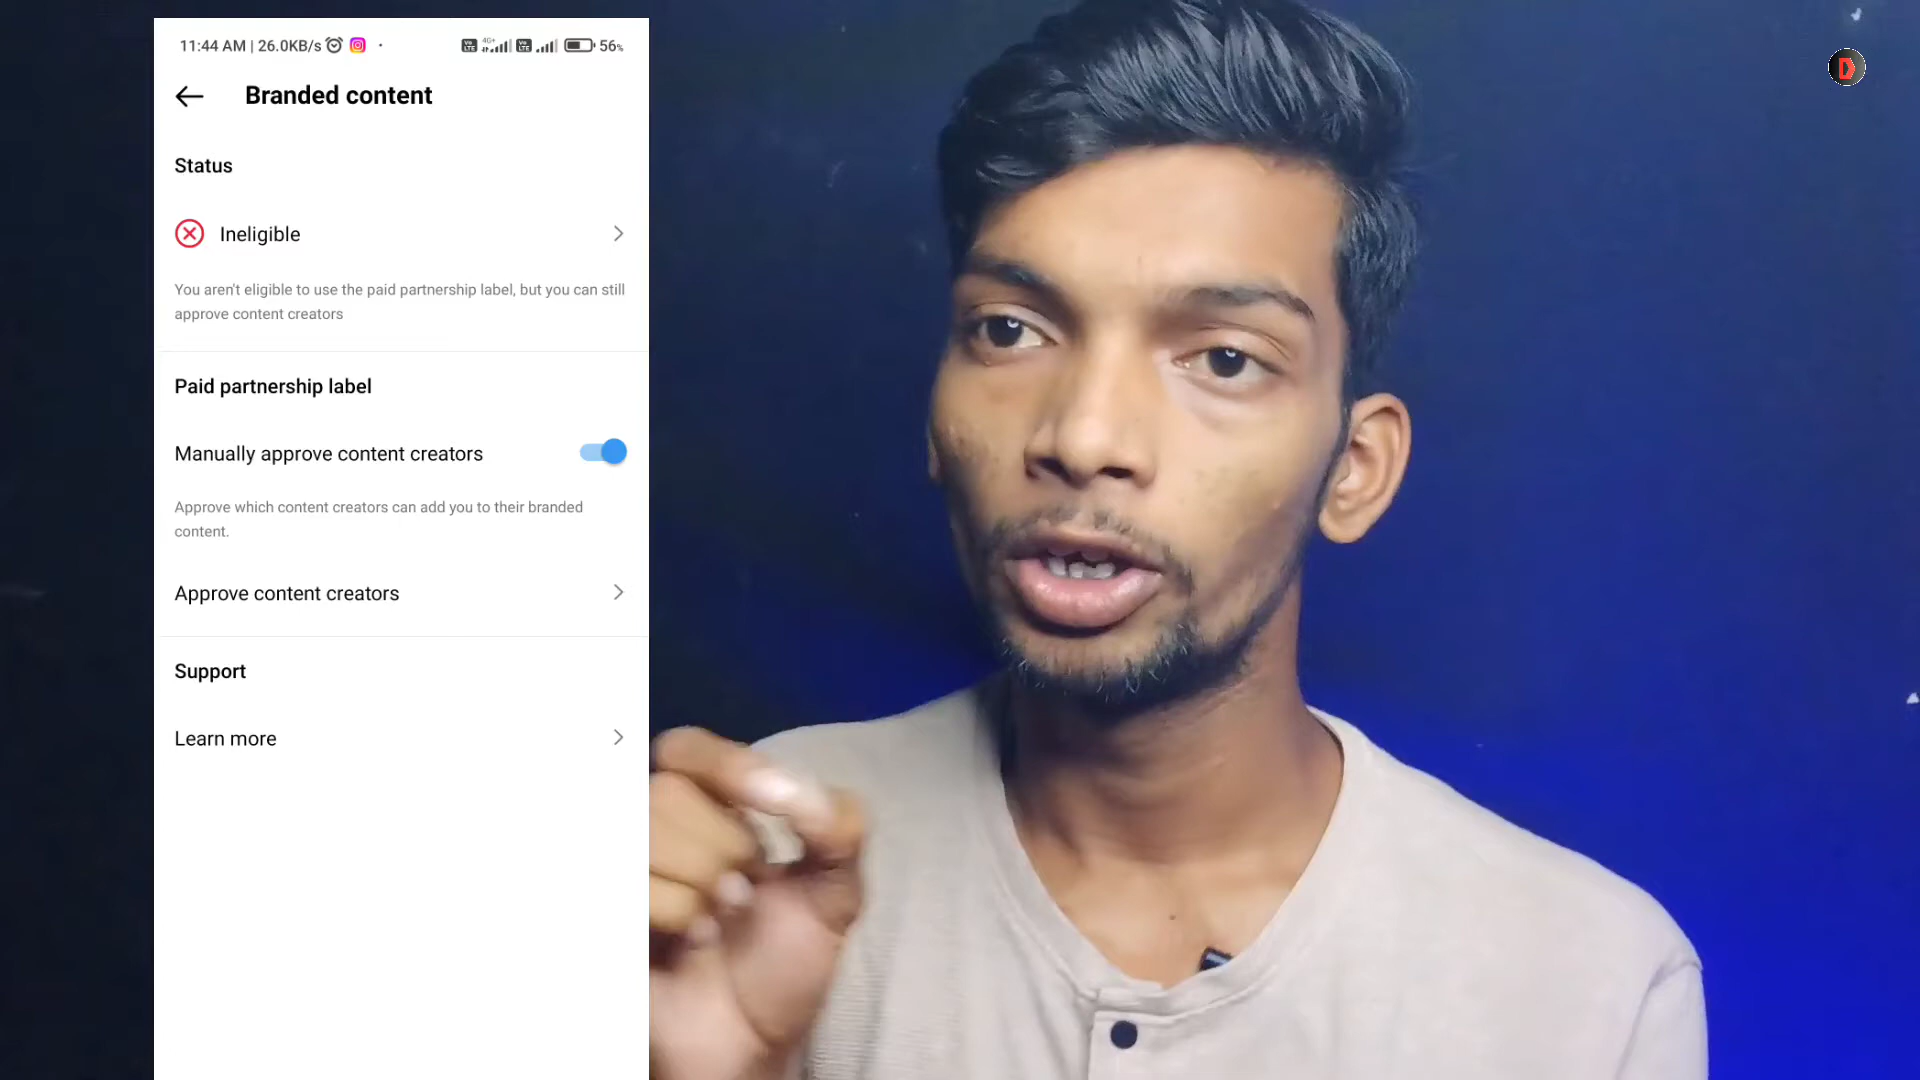 11:44 AM | 26.0KB/s 56%
Branded content
Status
Ineligible
You aren't eligible to use the paid partnership label, but you can still
approve content creators
Paid partnership label
Manually approve content creators
Approve which content creators can add you to their branded
content.
Approve content creators
Support
Learn more